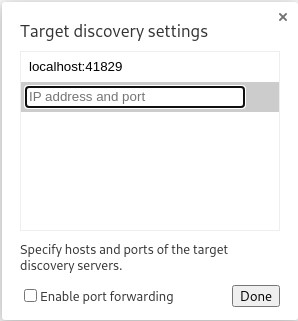 Target discovery settings
localhost:41829
IP address and port
Specify hosts and ports of the target
discovery servers.
Enable port forwarding
Done